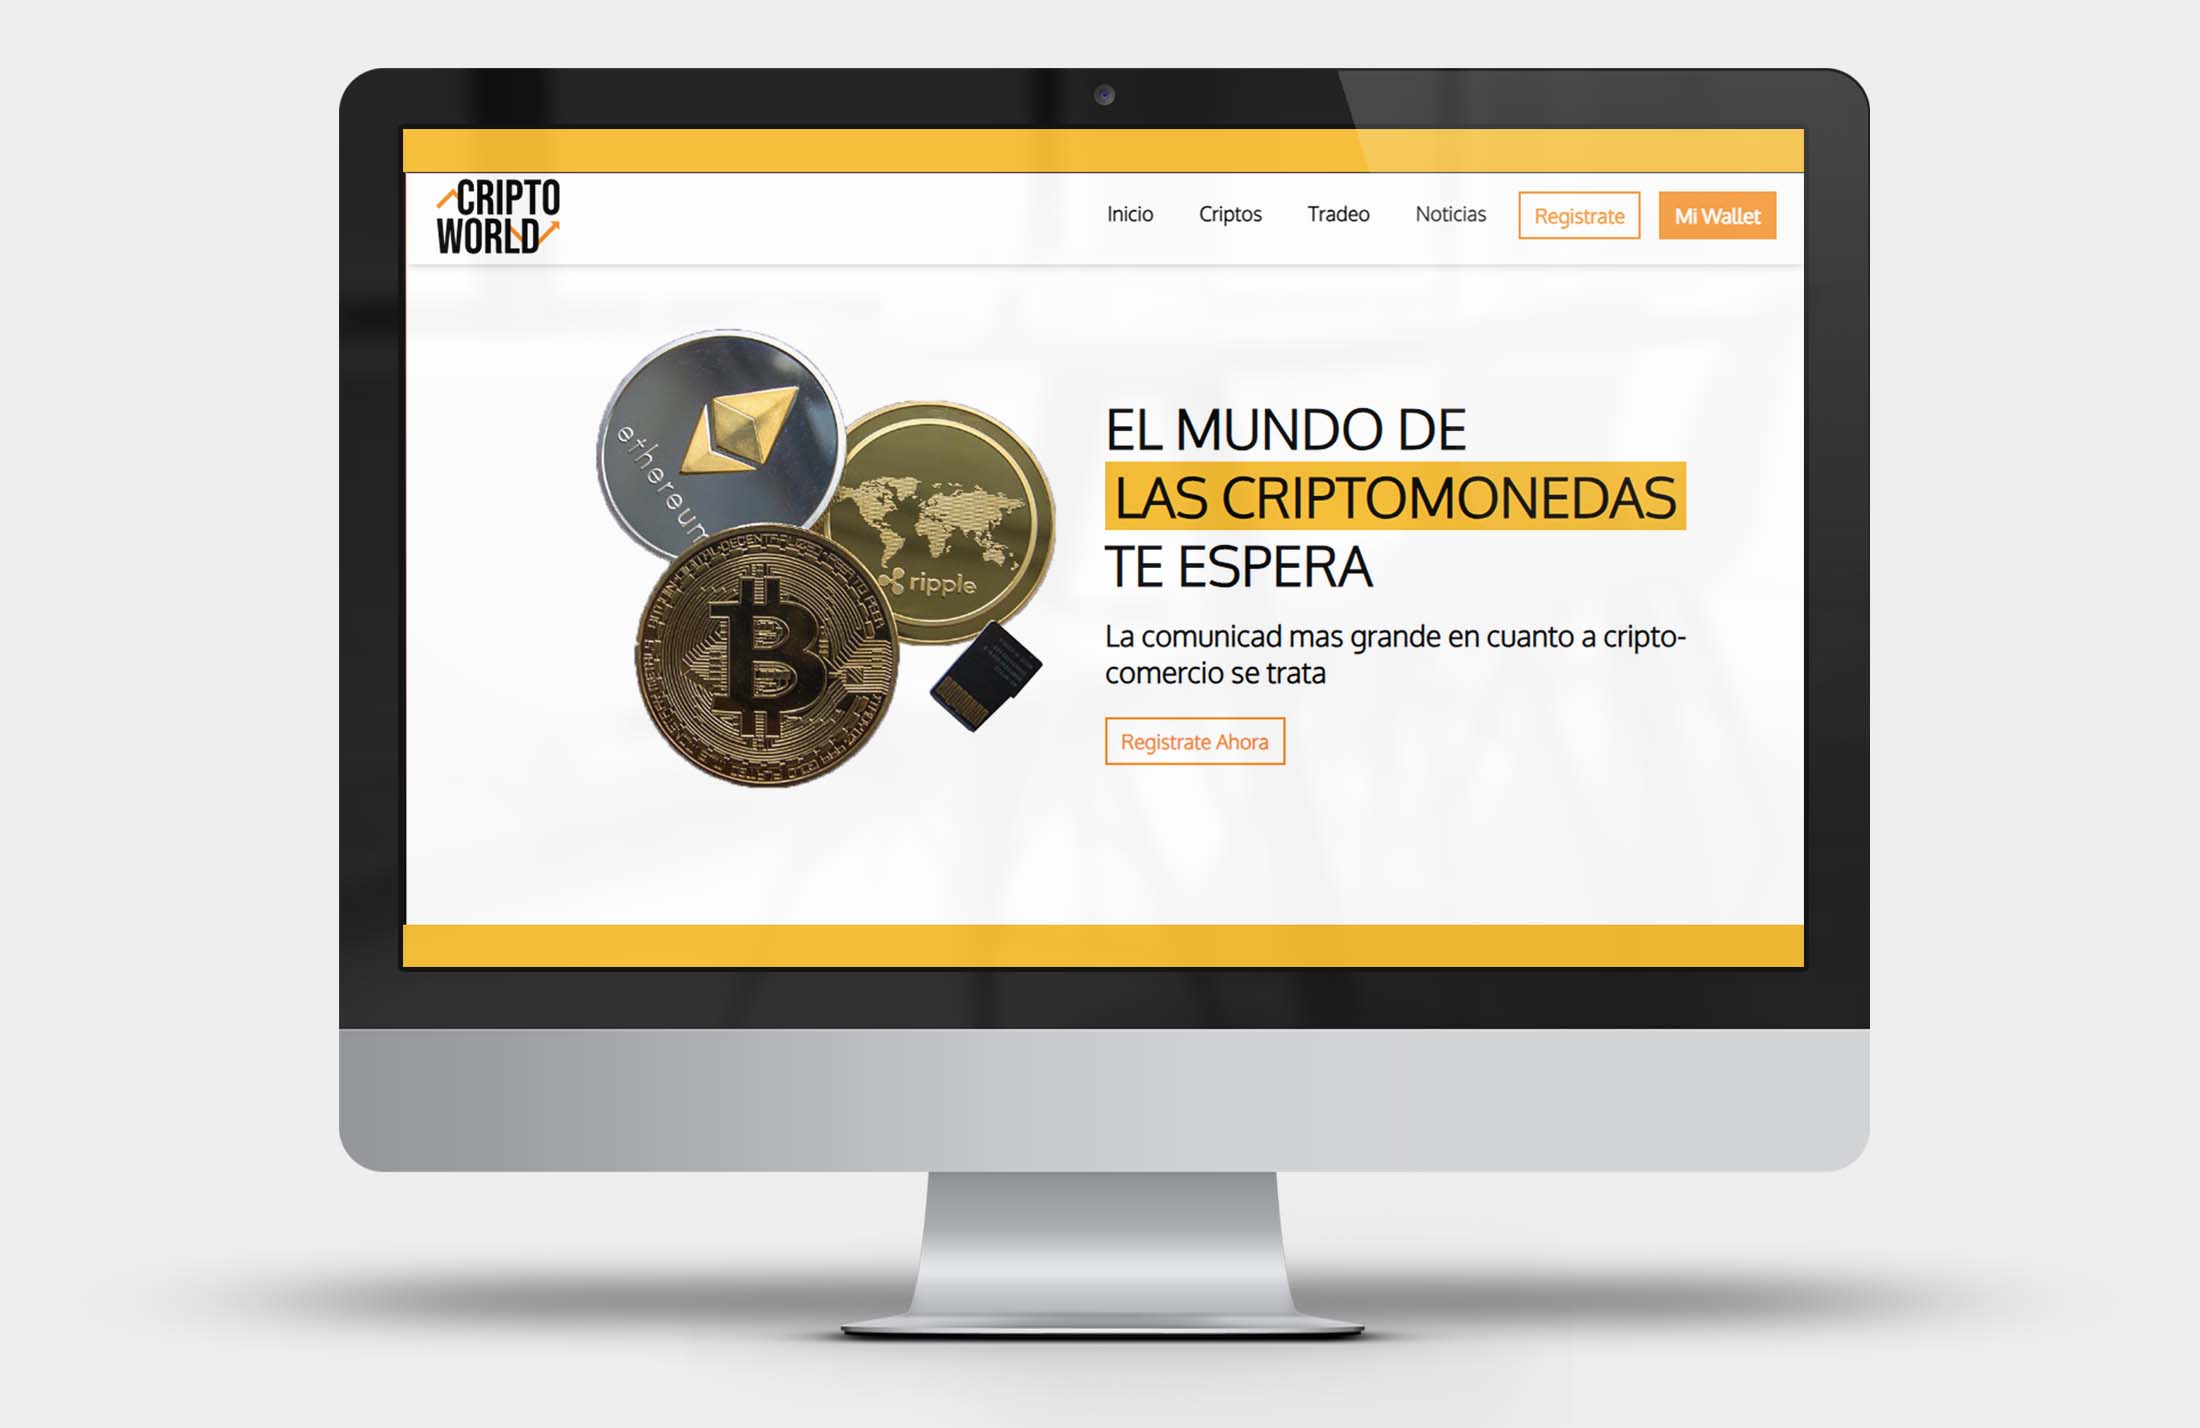 CRIPTO
WORLD
Inicio
Criptos
Tradeo
Noticias
Registrate
Mi Wallet
ethereum
ripple
EL MUNDO DE
LAS CRIPTOMONEDAS
TE ESPERA
La comunicad mas grande en cuanto a cripto-
comercio se trata
Registrate Ahora